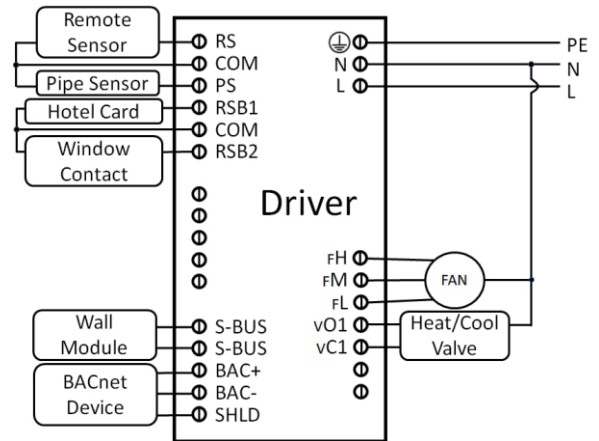 Remote
Sensor
Pipe Sensor
Hotel Card
Window
Contact
Wall
Module
BACnet
Device
RS
COM
PS
RSB1
COM
RSB2
S-BUS
S-BUS
BAC+
BAC-
SHLD
Driver
N
L
FH
FM
FL
vO1
vC1
FAN
Heat/Cool
Valve
PE
N
L